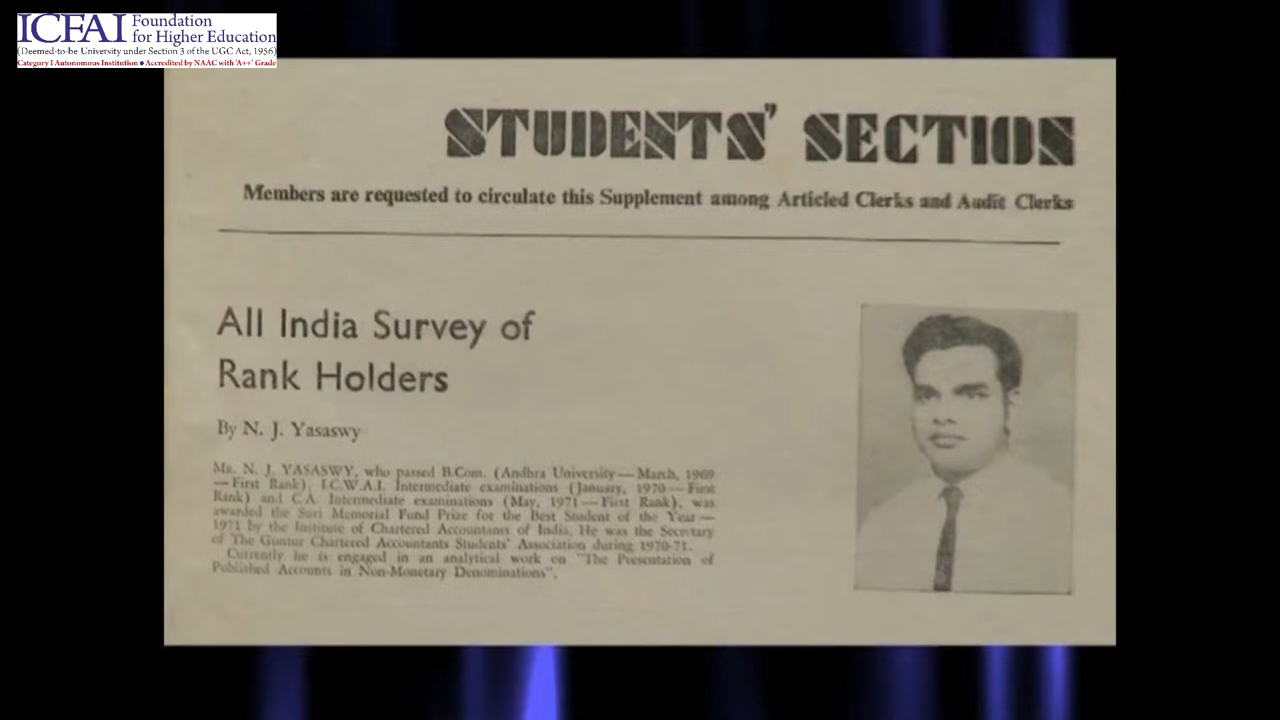 ICFAI Foundation
for Higher Education
(Deemed-to-be University under Section 3 of the UGC Act, 1956)
Category I Autonomous Institution ● Accredited by NAAC with 'A++' Grade
STUDENTS' SECTION
Members are requested to circulate this Supplement among Articled Clerks and Audit Clerks
All India Survey of
Rank Holders
By N. J. Yasaswy
MR. N. J. YASASWY, who passed B.Com. (Andhra University — March, 1969
— First Rank), I.C.W.A.I. Intermediate examinations (January, 1970 — First
Rank) and C.A. Intermediate examinations (May, 1971 — First Rank), was
awarded the Suri Memorial Fund Prize for the Best Student of the Year —
1971 by the Institute of Chartered Accountants of India. He was the Secretary
of The Guntur Chartered Accountants Students' Association during 1970-71.
Currently he is engaged in an analytical work on "The Presentation of
Published Accounts in Non-Monetary Denominations".